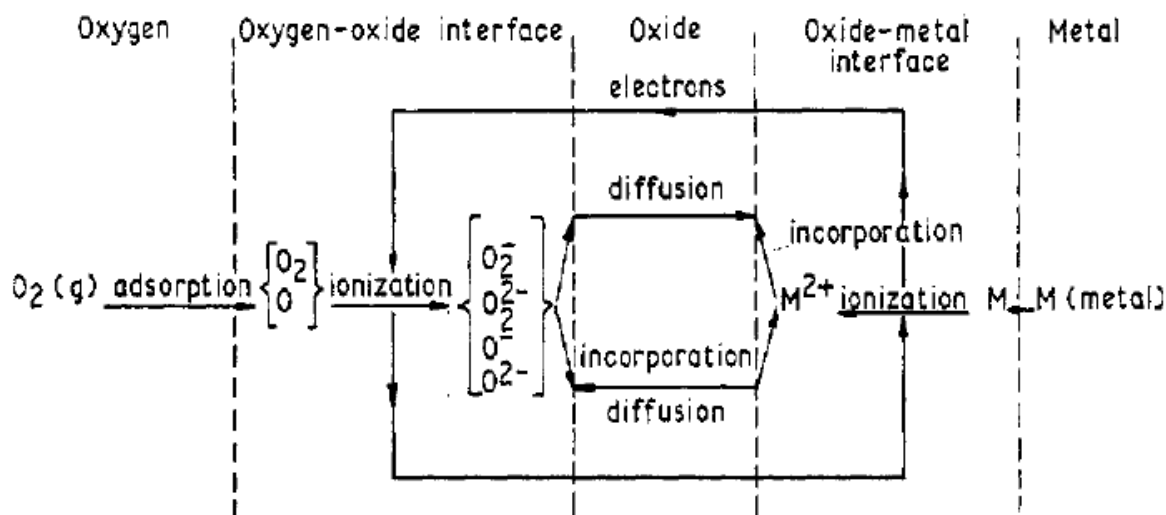 Oxygen
Oxygen-oxide interface
Oxide
Oxide-metal
interface
Metal
electrons
diffusion
incorporation
O₂(g) adsorption
O₂
O
ionization
O₂⁻
O₂²⁻
O⁻
O²⁻
M²⁺ ionization M M (metal)
incorporation
diffusion